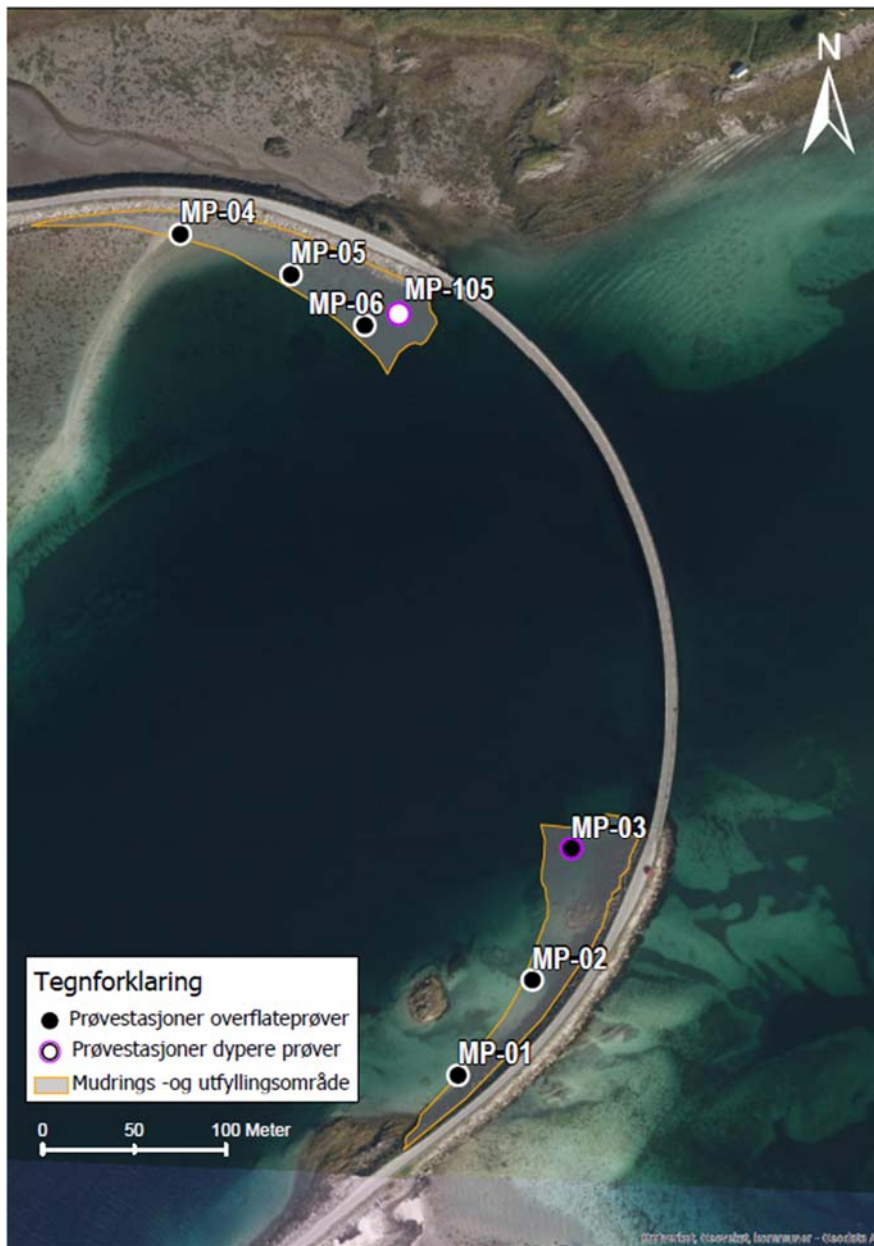 N
MP-04
MP-05
MP-105
MP-06
MP-03
MP-02
MP-01
Tegnforklaring
Prøvestasjoner overflateprøver
Prøvestasjoner dypere prøver
Mudrings -og utfyllingsområde
0 50 100 Meter